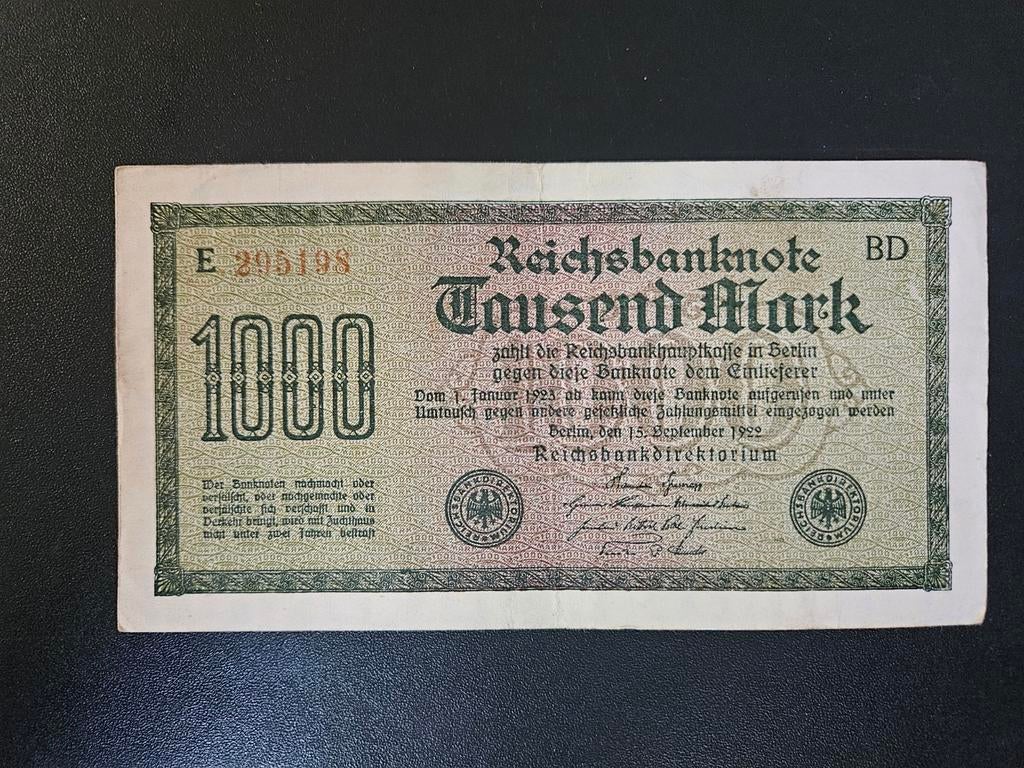 E 295198
Reichsbanknote
BD
Tausend Mark
1000
zahlt die Reichsbankhauptkasse in Berlin
gegen diese Banknote dem Einlieferer
Vom 1. Januar 1923 ab kann diese Banknote aufgerufen und unter
Umtausch gegen andere gesetzliche Zahlungsmittel eingezogen werden
Berlin, den 15. September 1922
Reichsbankdirektorium
Wer Banknoten nachmacht oder
verfälscht, oder nachgemachte oder
verfälschte sich verschafft und in
Verkehr bringt, wird mit Zuchthaus
nicht unter zwei Jahren bestraft
REICHSBANKDIREKTORIUM
REICHSBANKDIREKTORIUM